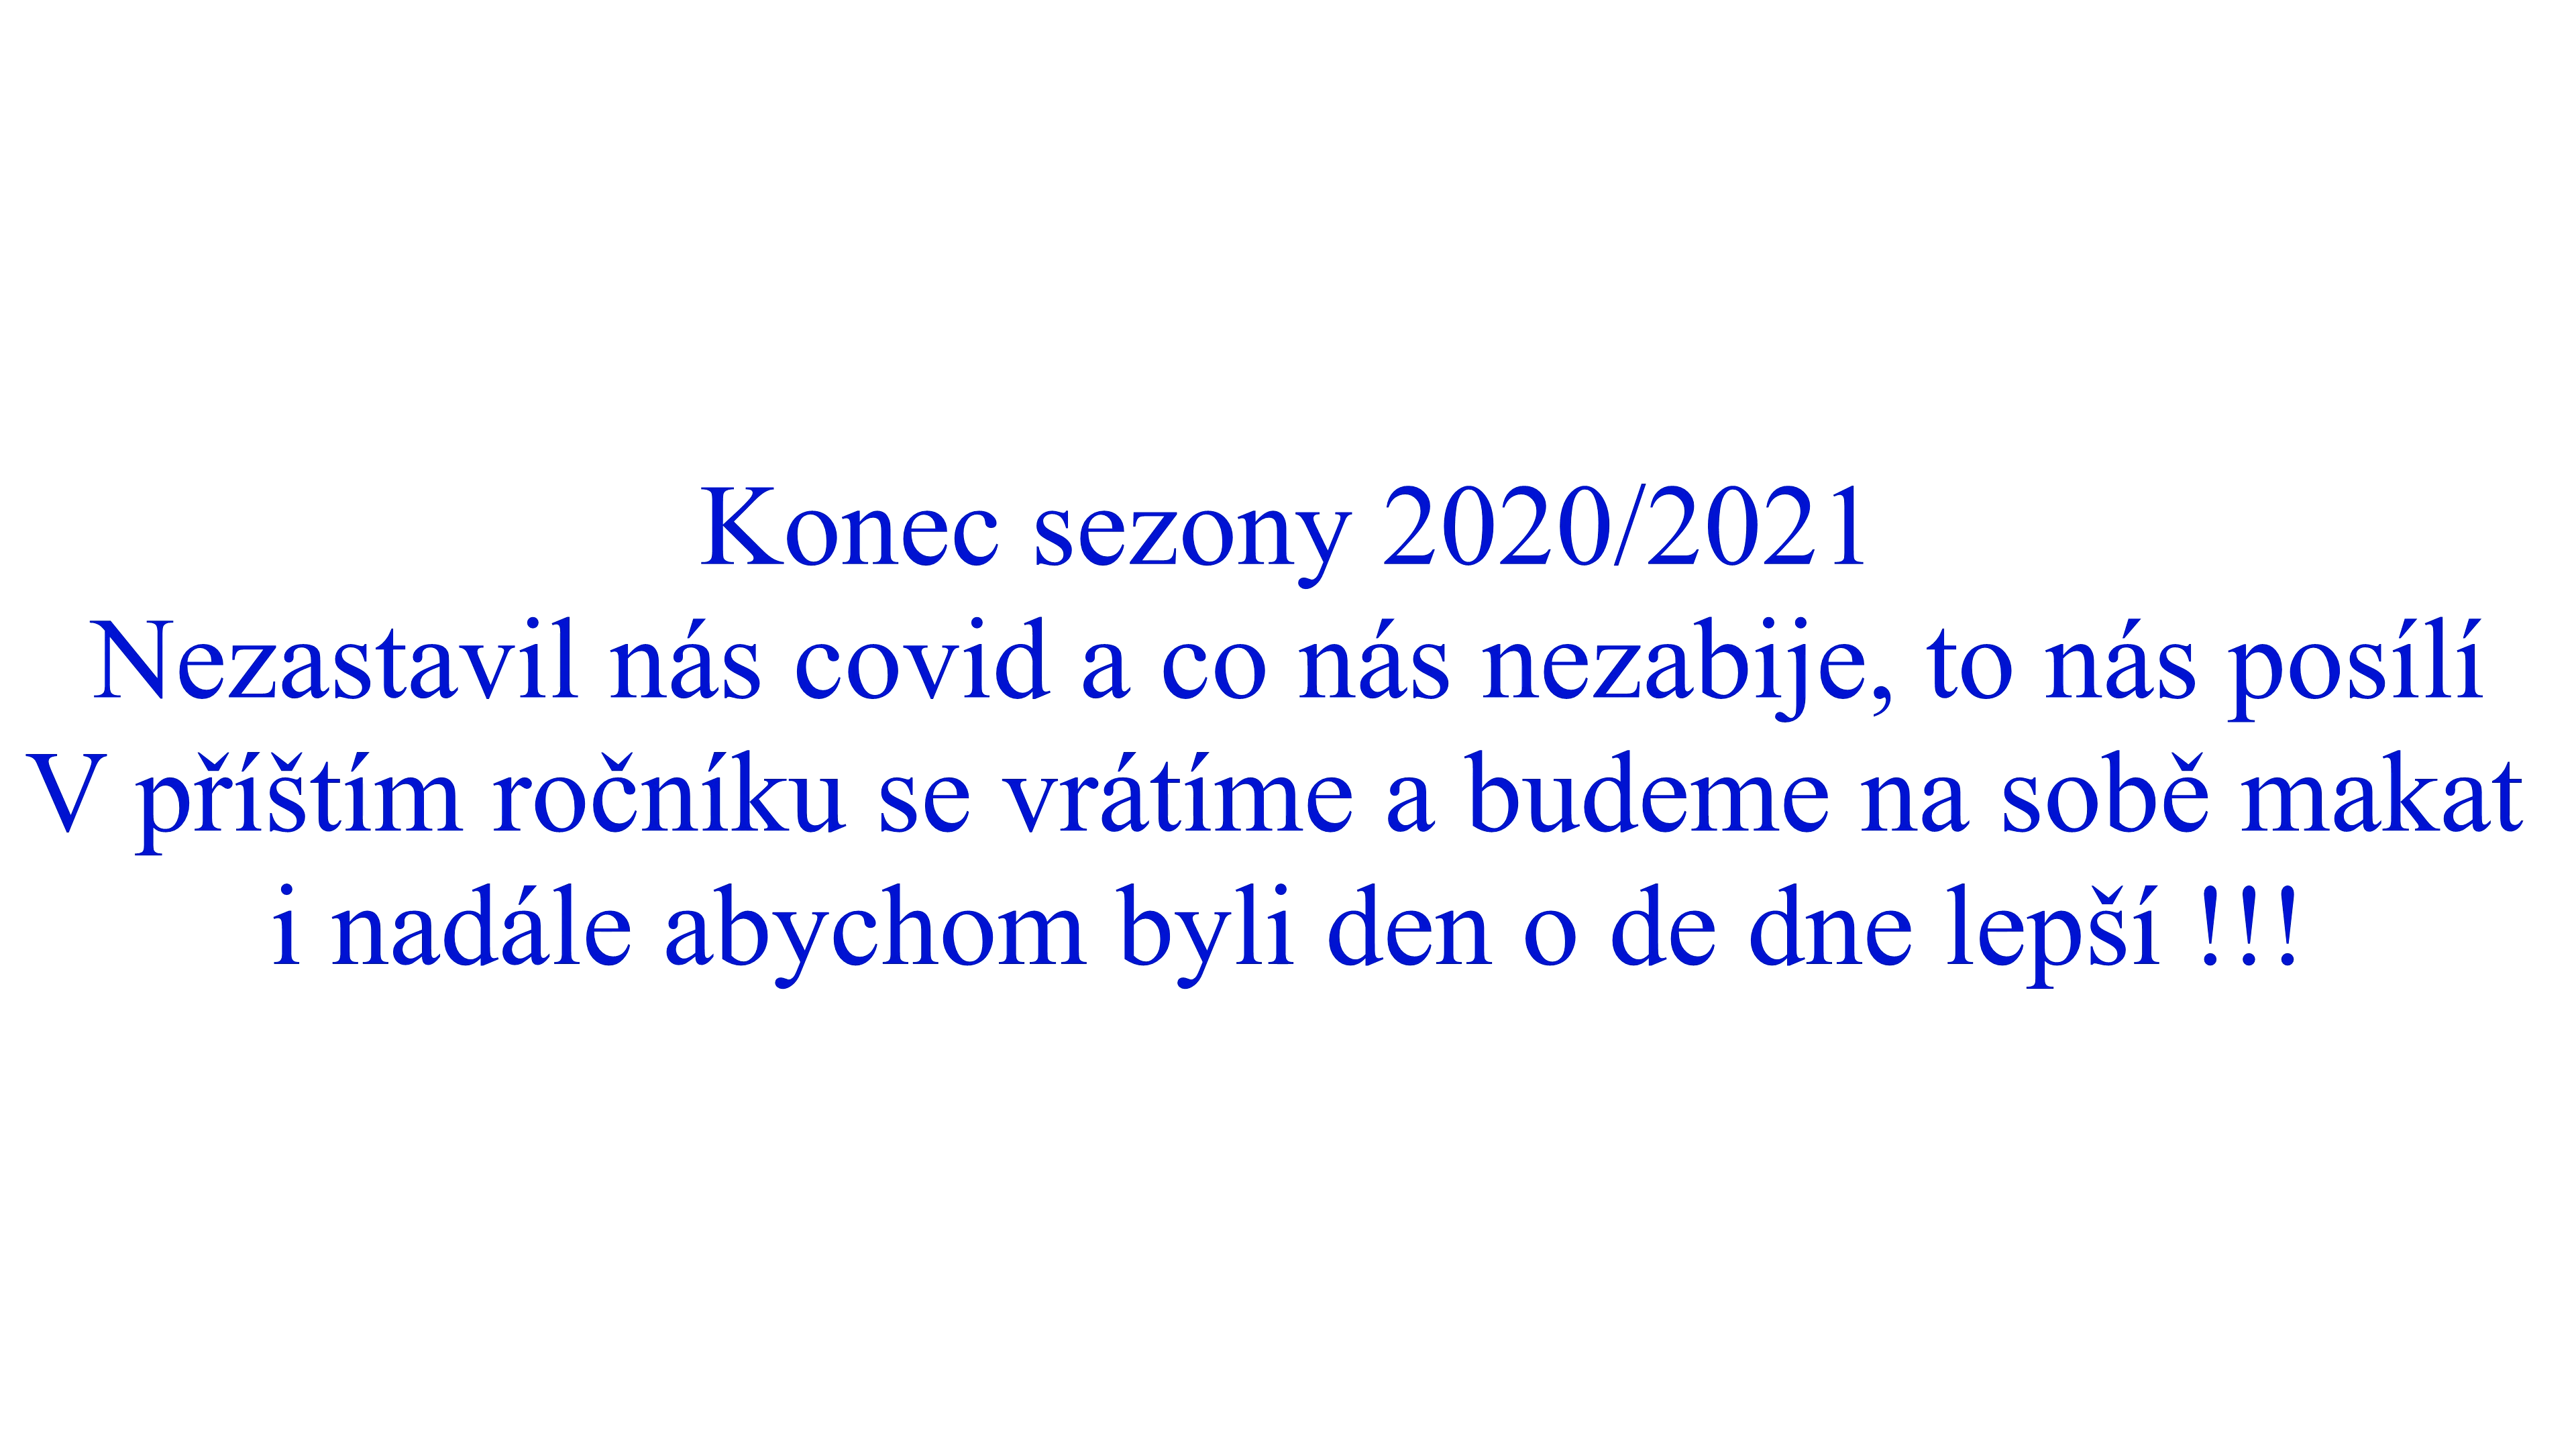 Konec sezony 2020/2021
Nezastavil nás covid a co nás nezabije, to nás posílí
V příštím ročníku se vrátíme a budeme na sobě makat
i nadále abychom byli den o de dne lepší !!!